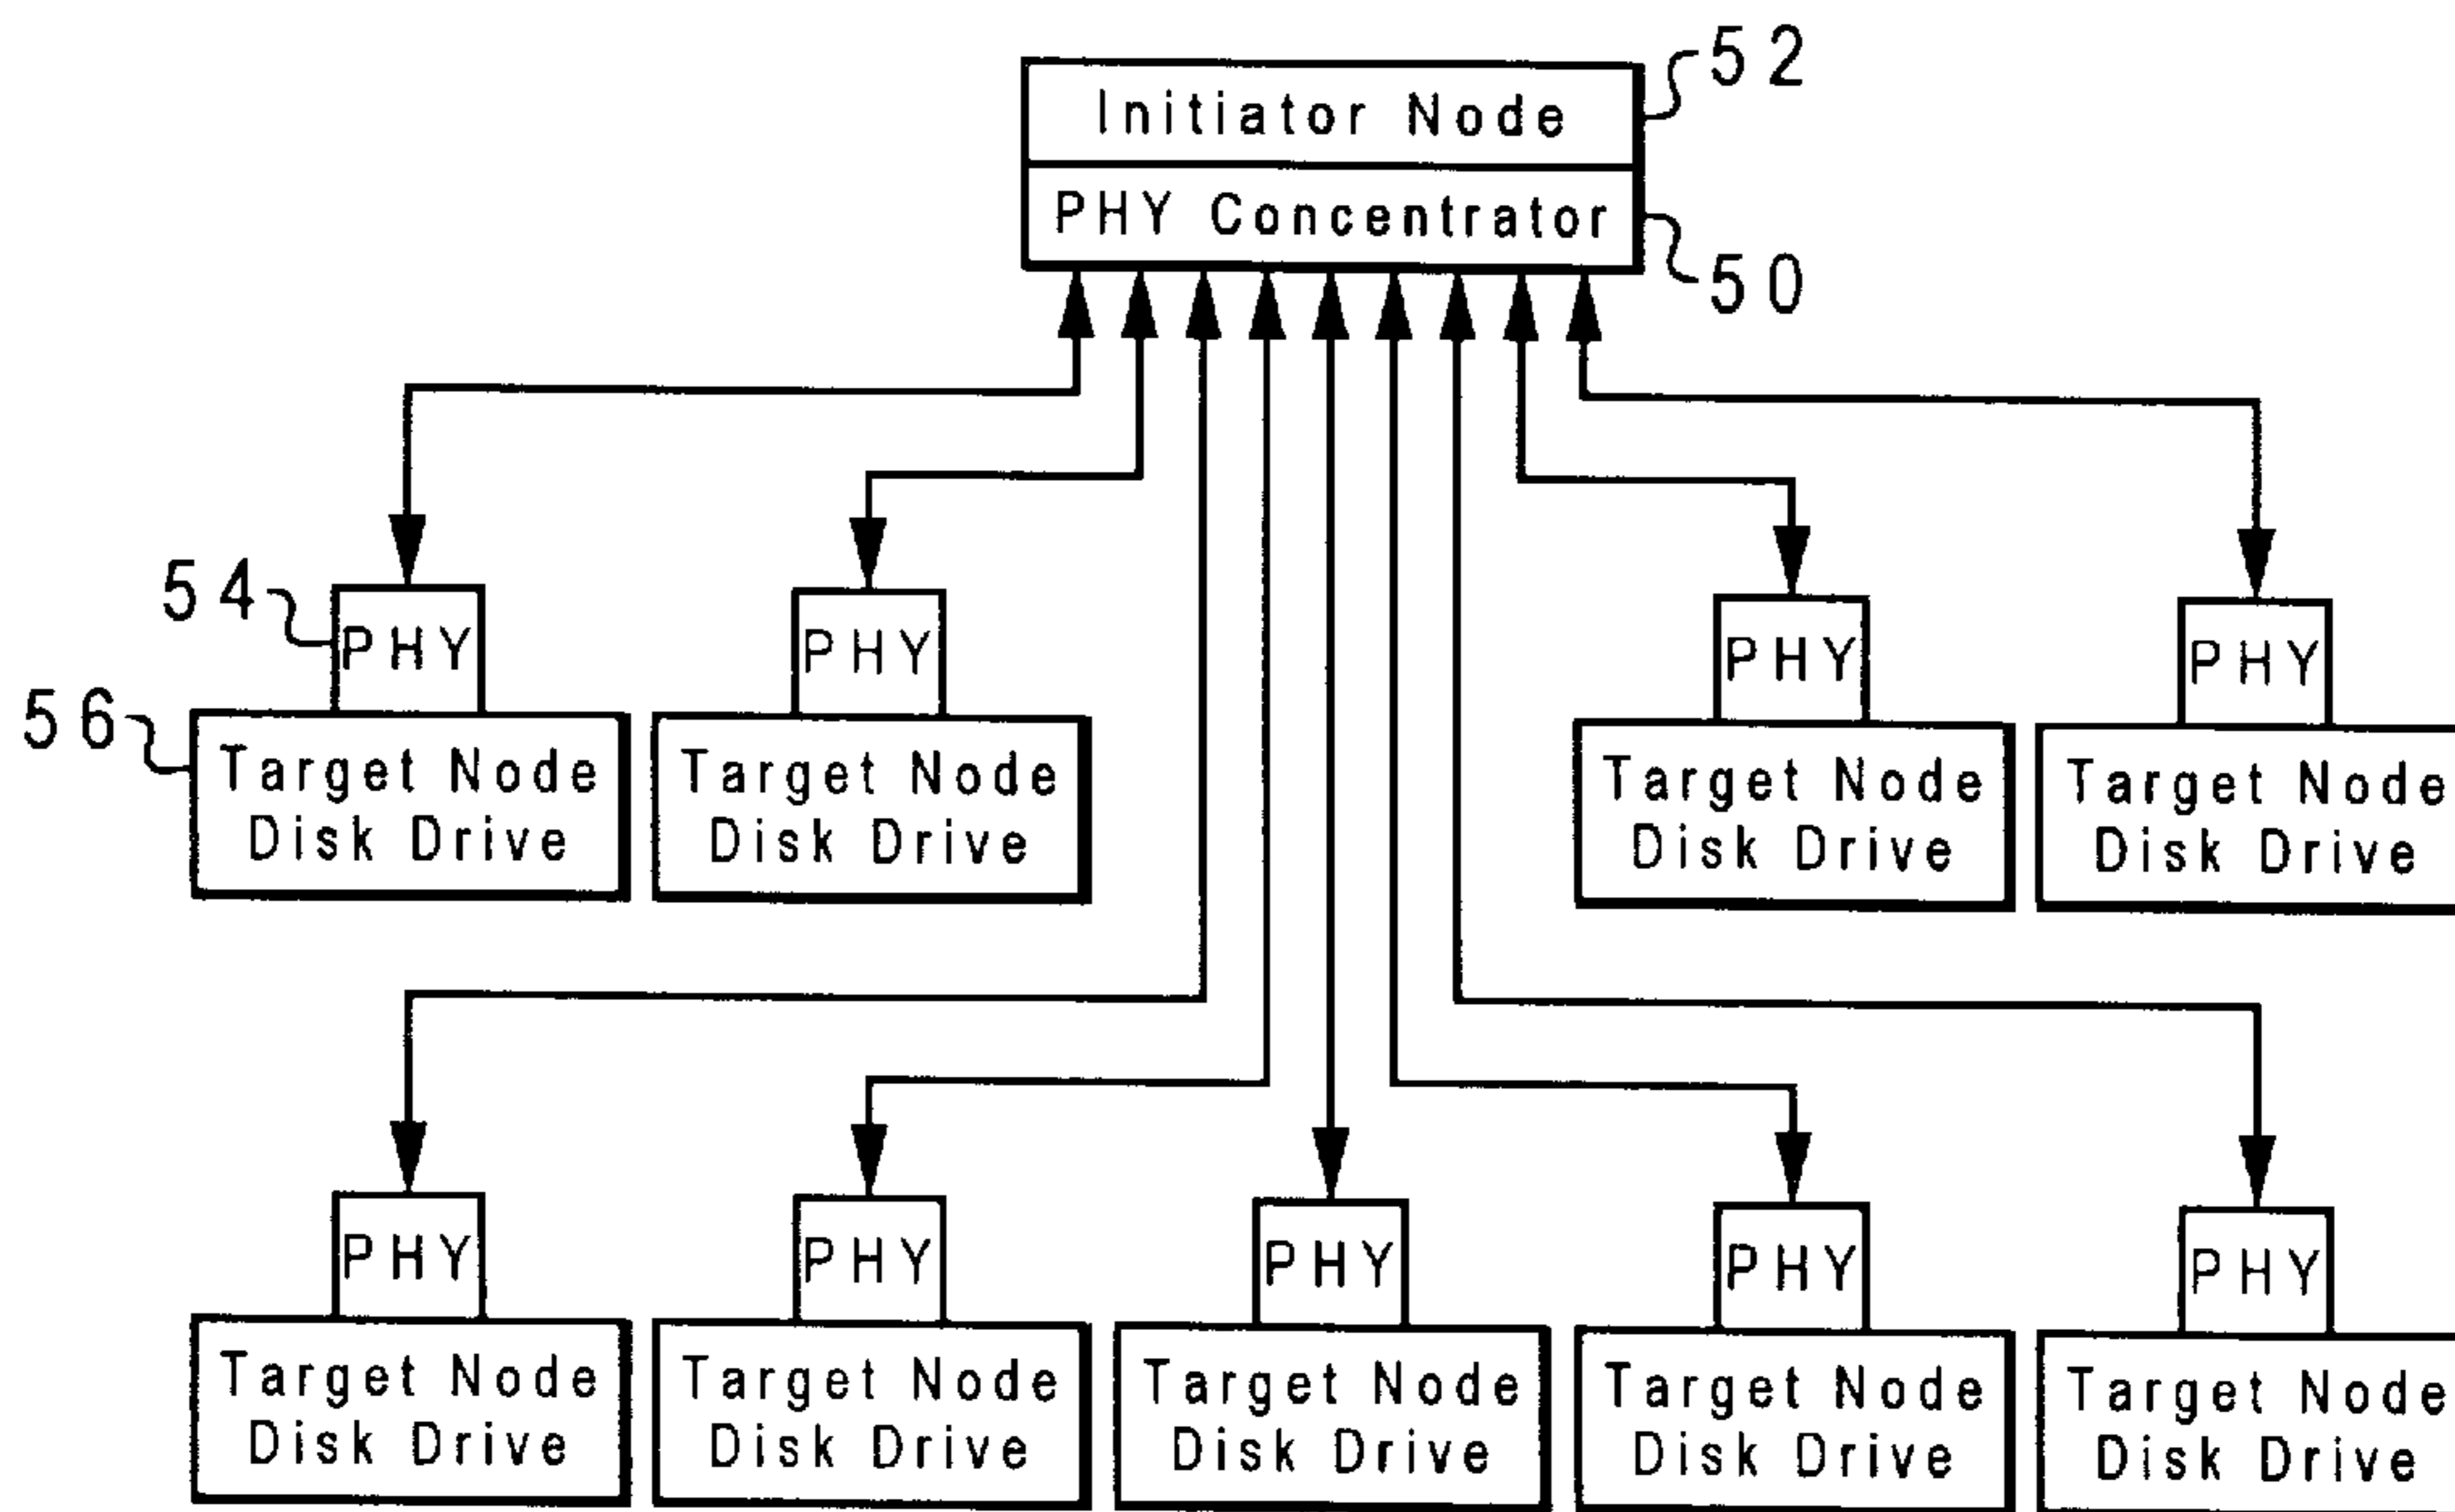 52
Initiator Node
PHY Concentrator
50
54
PHY PHY PHY PHY
56
Target Node Target Node Target Node Target Node
Disk Drive Disk Drive Disk Drive Disk Drive
PHY PHY PHY PHY PHY
Target Node Target Node Target Node Target Node Target Node
Disk Drive Disk Drive Disk Drive Disk Drive Disk Drive